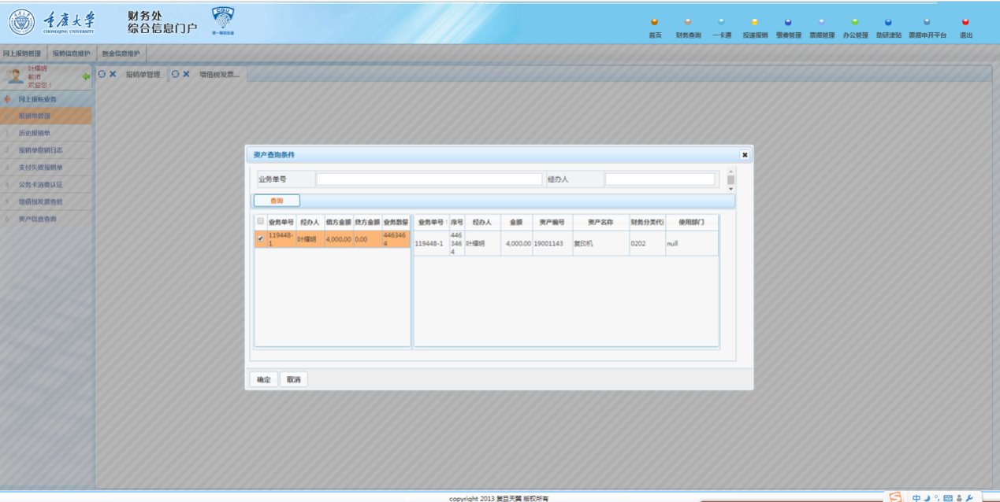 重庆大学
CHONGQING UNIVERSITY
财务处
综合信息门户
CQU
统一身份认证
首页 财务查询 一卡通 投递报销 缴费管理 票据管理 办公管理 助研津贴 票据申开平台 退出
网上报销管理 报销信息维护 酬金信息维护
叶耀明
教师
欢迎您！
报销单管理 增值税发票...
网上报帐业务
0 报销单管理
1 历史报销单
2 报销单撤销日志
3 支付失败报销单
4 公务卡消费认证
5 增值税发票查验
6 资产信息查询
资产查询条件
业务单号 经办人
查询
业务单号 经办人 借方金额 贷方金额 业务数量 业务单号 序号 经办人 金额 资产编号 资产名称 财务分类代 使用部门
119448-1 叶耀明 4,000.00 0.00 4463464 119448-1 4463464 叶耀明 4,000.00 19001143 复印机 0202 null
确定 取消
copyright 2013 复旦天翼 版权所有
中